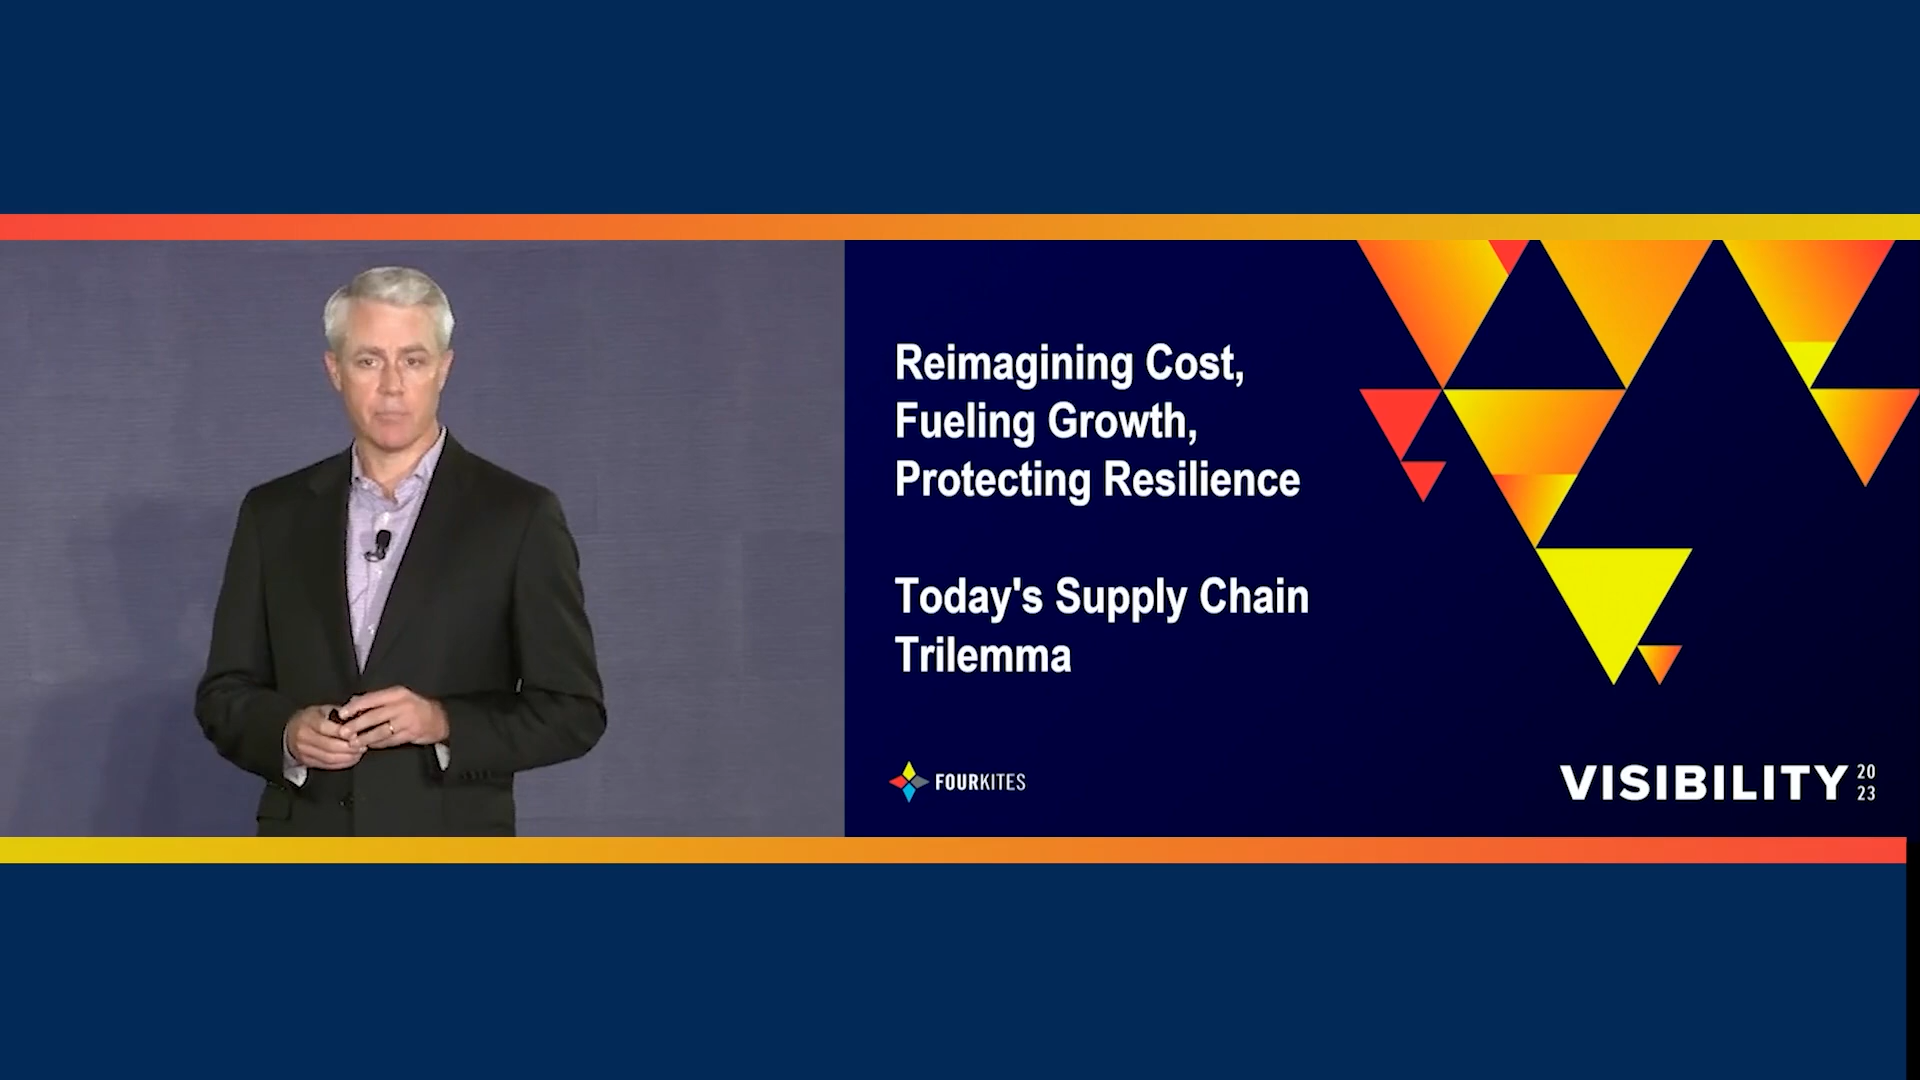 Reimagining Cost,
Fueling Growth,
Protecting Resilience
Today's Supply Chain
Trilemma
FOURKITES
VISIBILITY 20 23